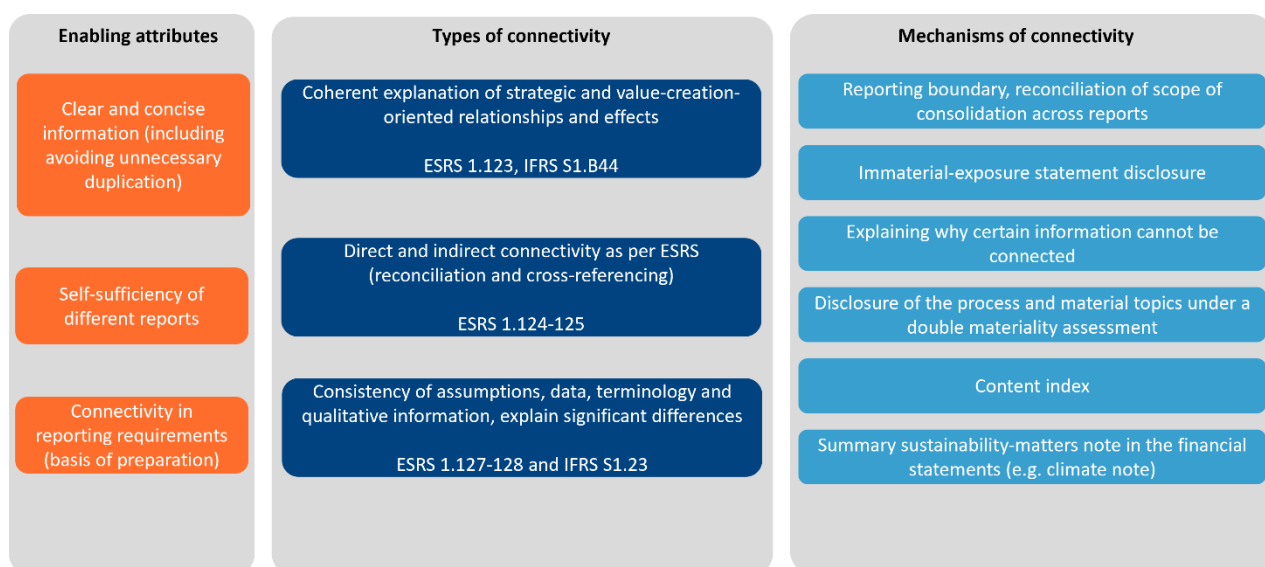 Enabling attributes
Clear and concise
information (including
avoiding unnecessary
duplication)
Self-sufficiency of
different reports
Connectivity in
reporting requirements
(basis of preparation)
Types of connectivity
Coherent explanation of strategic and value-creation-
oriented relationships and effects
ESRS 1.123, IFRS S1.B44
Direct and indirect connectivity as per ESRS
(reconciliation and cross-referencing)
ESRS 1.124-125
Consistency of assumptions, data, terminology and
qualitative information, explain significant differences
ESRS 1.127-128 and IFRS S1.23
Mechanisms of connectivity
Reporting boundary, reconciliation of scope of
consolidation across reports
Immaterial-exposure statement disclosure
Explaining why certain information cannot be
connected
Disclosure of the process and material topics under a
double materiality assessment
Content index
Summary sustainability-matters note in the financial
statements (e.g. climate note)